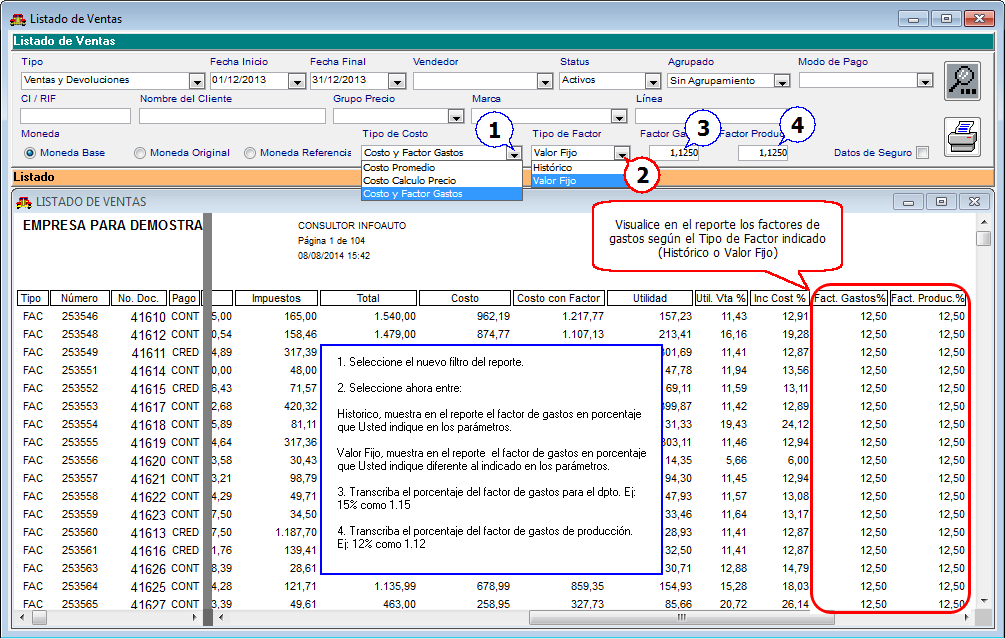 Listado de Ventas
Listado de Ventas
Tipo Fecha Inicio Fecha Final Vendedor Status Agrupado Modo de Pago
Ventas y Devoluciones 01/12/2013 31/12/2013 Activos Sin Agrupamiento
CI / RIF Nombre del Cliente Grupo Precio Marca Línea
Moneda Tipo de Costo 1 Tipo de Factor Factor Ga 3 Factor Produc 4
Moneda Base Moneda Original Moneda Referencis Costo y Factor Gastos Valor Fijo 1,1250 1,1250 Datos de Seguro
Costo Promedio Histórico
Costo Calculo Precio Valor Fijo 2
Costo y Factor Gastos
Listado
LISTADO DE VENTAS
EMPRESA PARA DEMOSTRA CONSULTOR INFOAUTO
Página 1 de 104
08/08/2014 15:42
Visualice en el reporte los factores de
gastos según el Tipo de Factor indicado
(Histórico o Valor Fijo)
Tipo Número No. Doc. Pago Impuestos Total Costo Costo con Factor Utilidad Util. Vta % Inc Cost % Fact. Gastos% Fact. Produc.%
FAC 253546 41610 CONT 5,00 165,00 1.540,00 962,19 1.217,77 157,23 11,43 12,91 12,50 12,50
FAC 253548 41612 CONT 0,54 158,46 1.479,00 874,77 1.107,13 213,41 16,16 19,28 12,50 12,50
FAC 253549 41611 CRED 4,89 317,39 301,69 11,41 12,87 12,50 12,50
FAC 253551 41614 CONT 0,00 48,00 47,78 11,94 13,56 12,50 12,50
FAC 253552 41615 CRED 6,43 71,57 69,11 11,59 13,11 12,50 12,50
FAC 253553 41617 CONT 2,68 420,32 399,87 11,42 12,89 12,50 12,50
FAC 253554 41618 CONT 5,89 81,11 31,33 19,43 24,12 12,50 12,50
FAC 253555 41619 CONT 4,64 317,36 303,11 11,46 12,94 12,50 12,50
FAC 253556 41620 CONT 3,58 30,43 14,35 5,66 6,00 12,50 12,50
FAC 253557 41621 CONT 3,21 98,79 94,30 11,45 12,94 12,50 12,50
FAC 253558 41622 CONT 4,29 49,71 47,93 11,57 13,08 12,50 12,50
FAC 253559 41623 CONT 7,50 34,50 33,46 11,64 13,17 12,50 12,50
FAC 253560 41613 CRED 7,50 1.187,70 28,93 11,41 12,87 12,50 12,50
FAC 253561 41616 CRED 1,76 139,41 32,50 11,41 12,87 12,50 12,50
FAC 253563 41626 CONT 8,39 28,61 30,71 12,88 14,79 12,50 12,50
FAC 253564 41625 CONT 4,28 121,71 1.135,99 678,99 859,35 154,93 15,28 18,03 12,50 12,50
FAC 253565 41627 CONT 3,39 49,61 463,00 258,95 327,73 85,66 20,72 26,14 12,50 12,50
1. Seleccione el nuevo filtro del reporte.
2. Seleccione ahora entre:
Historico, muestra en el reporte el factor de gastos en porcentaje
que Usted indique en los parámetros.
Valor Fijo, muestra en el reporte el factor de gastos en porcentaje
que Usted indique diferente al indicado en los parámetros.
3. Transcriba el porcentaje del factor de gastos para el dpto. Ej:
15% como 1.15
4. Transcriba el porcentaje del factor de gastos de producción.
Ej: 12% como 1.12